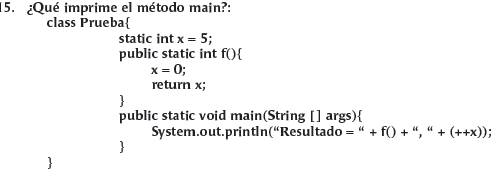 15. ¿Qué imprime el método main?:
class Prueba{
static int x = 5;
public static int f(){
x = 0;
return x;
}
public static void main(String [ ] args){
System.out.println(“Resultado = “ + f() + “, “ + (++x));
}
}